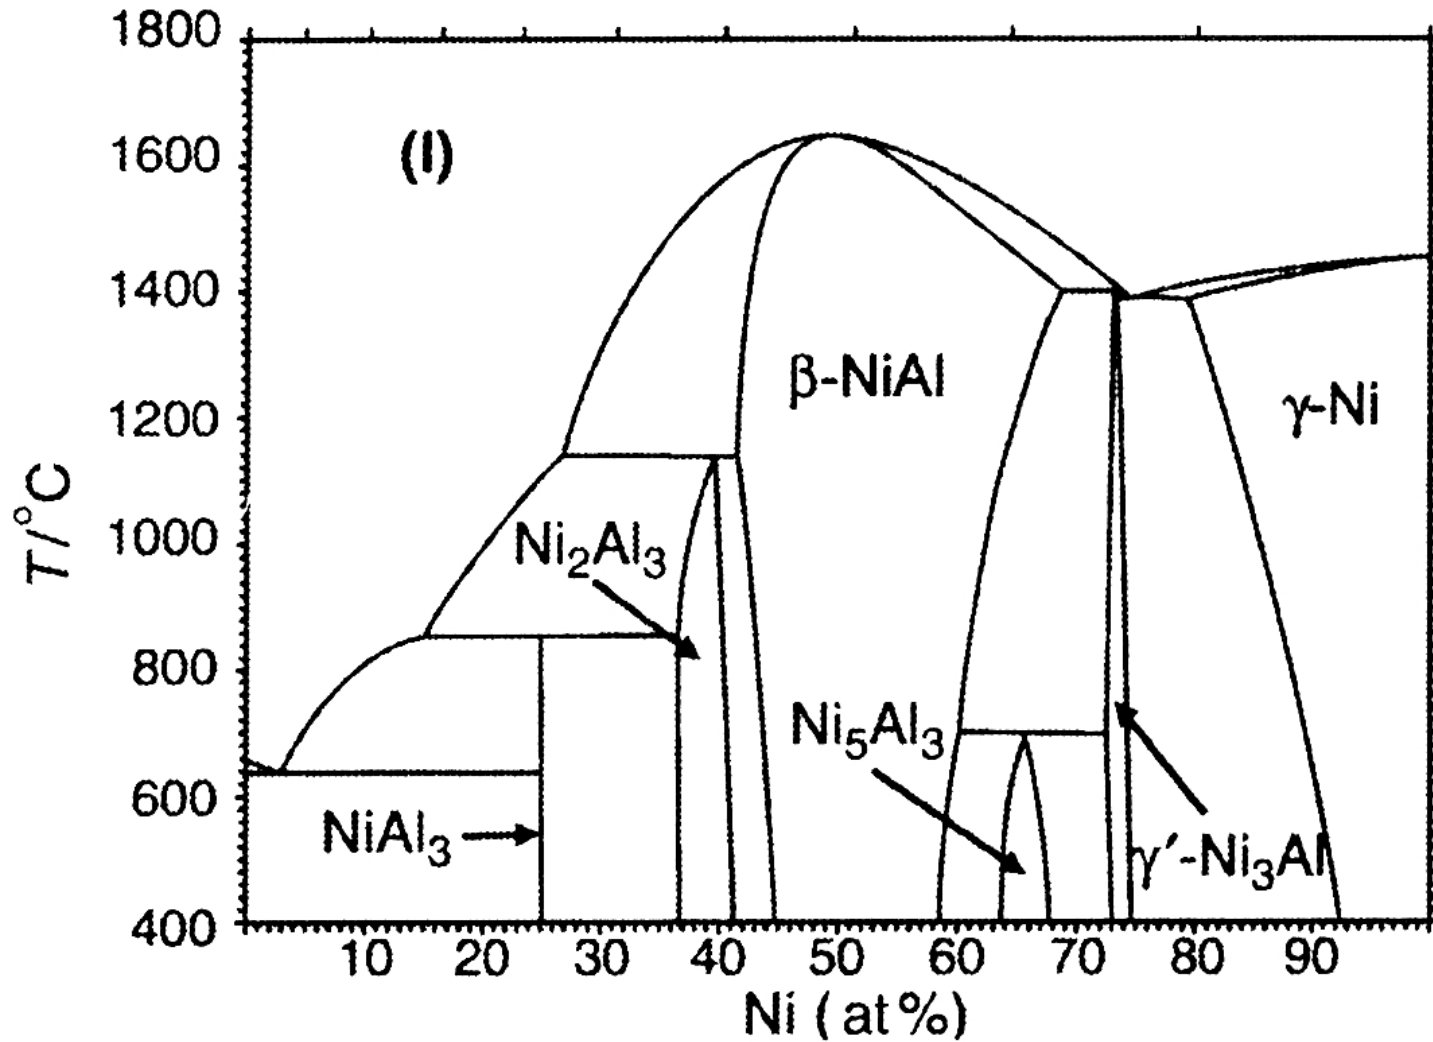 1800
1600
1400
1200
1000
800
600
400
T/°C
(l)
β-NiAl
γ-Ni
Ni₂Al₃
Ni₅Al₃
NiAl₃
γ′-Ni₃Al
10 20 30 40 50 60 70 80 90
Ni (at%)